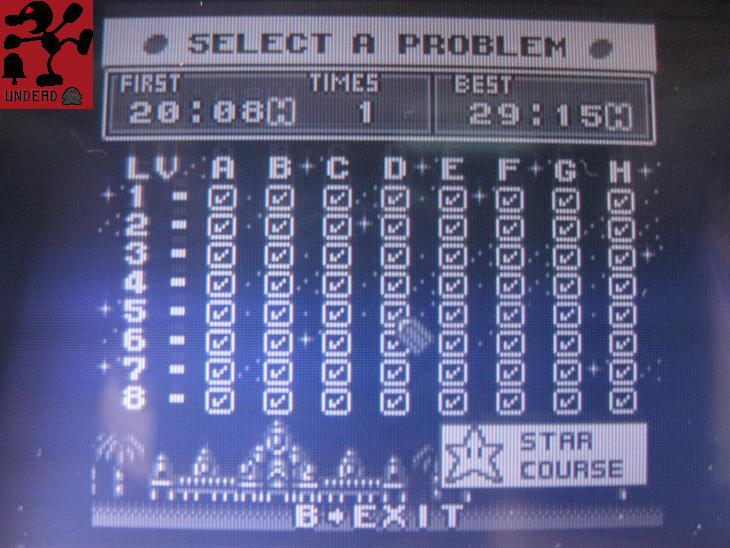 UNDEAD
SELECT A PROBLEM
FIRST TIMES BEST
20:08 1 29:15
LV A B C D E F G H
1
2
3
4
5
6
7
8
STAR
COURSE
B EXIT